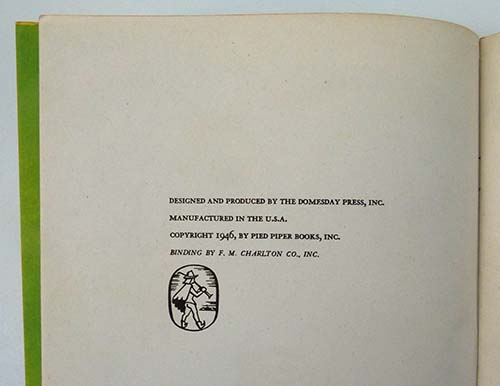 DESIGNED AND PRODUCED BY THE DOMESDAY PRESS, INC.
MANUFACTURED IN THE U.S.A.
COPYRIGHT 1946, BY PIED PIPER BOOKS, INC.
BINDING BY F. M. CHARLTON CO., INC.